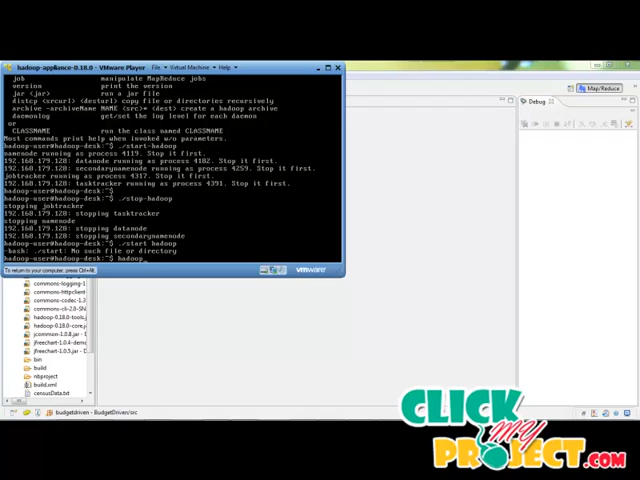 hadoop-appliance-0.18.0 - VMware Player File Virtual Machine Help
job manipulate MapReduce jobs
version print the version
jar <jar> run a jar file
distcp <srcurl> <desturl> copy file or directories recursively
archive -archiveName NAME <src>* <dest> create a hadoop archive
daemonlog get/set the log level for each daemon
or
CLASSNAME run the class named CLASSNAME
Most commands print help when invoked w/o parameters.
hadoop-user@hadoop-desk:~$ ./start-hadoop
namenode running as process 4119. Stop it first.
192.168.179.128: datanode running as process 4182. Stop it first.
192.168.179.128: secondarynamenode running as process 4259. Stop it first.
jobtracker running as process 4317. Stop it first.
192.168.179.128: tasktracker running as process 4391. Stop it first.
hadoop-user@hadoop-desk:~$
hadoop-user@hadoop-desk:~$ ./stop-hadoop
stopping jobtracker
192.168.179.128: stopping tasktracker
stopping namenode
192.168.179.128: stopping datanode
192.168.179.128: stopping secondarynamenode
hadoop-user@hadoop-desk:~$ ./start hadoop
-bash: ./start: No such file or directory
hadoop-user@hadoop-desk:~$ hadoop_
To return to your computer, press Ctrl+Alt.
vmware
Map/Reduce
Debug
commons-logging-1
commons-httpclient
commons-codec-1.3
commons-cli-2.0-SN
hadoop-0.18.0-tools.j
hadoop-0.18.0-core.j
jcommon-1.0.8.jar
jfreechart-1.0.4-demo
jfreechart-1.0.5.jar
bin
build
nbproject
build.xml
censusData.txt
budgetdriven - BudgetDriven/src
CLICK
MY
PROJECT.COM